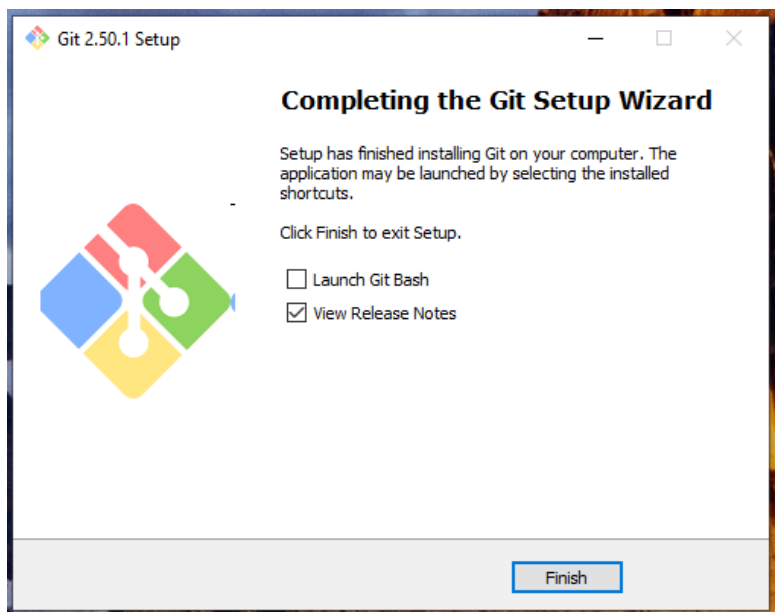 Git 2.50.1 Setup
Completing the Git Setup Wizard
Setup has finished installing Git on your computer. The
application may be launched by selecting the installed
shortcuts.
Click Finish to exit Setup.
Launch Git Bash
View Release Notes
Finish